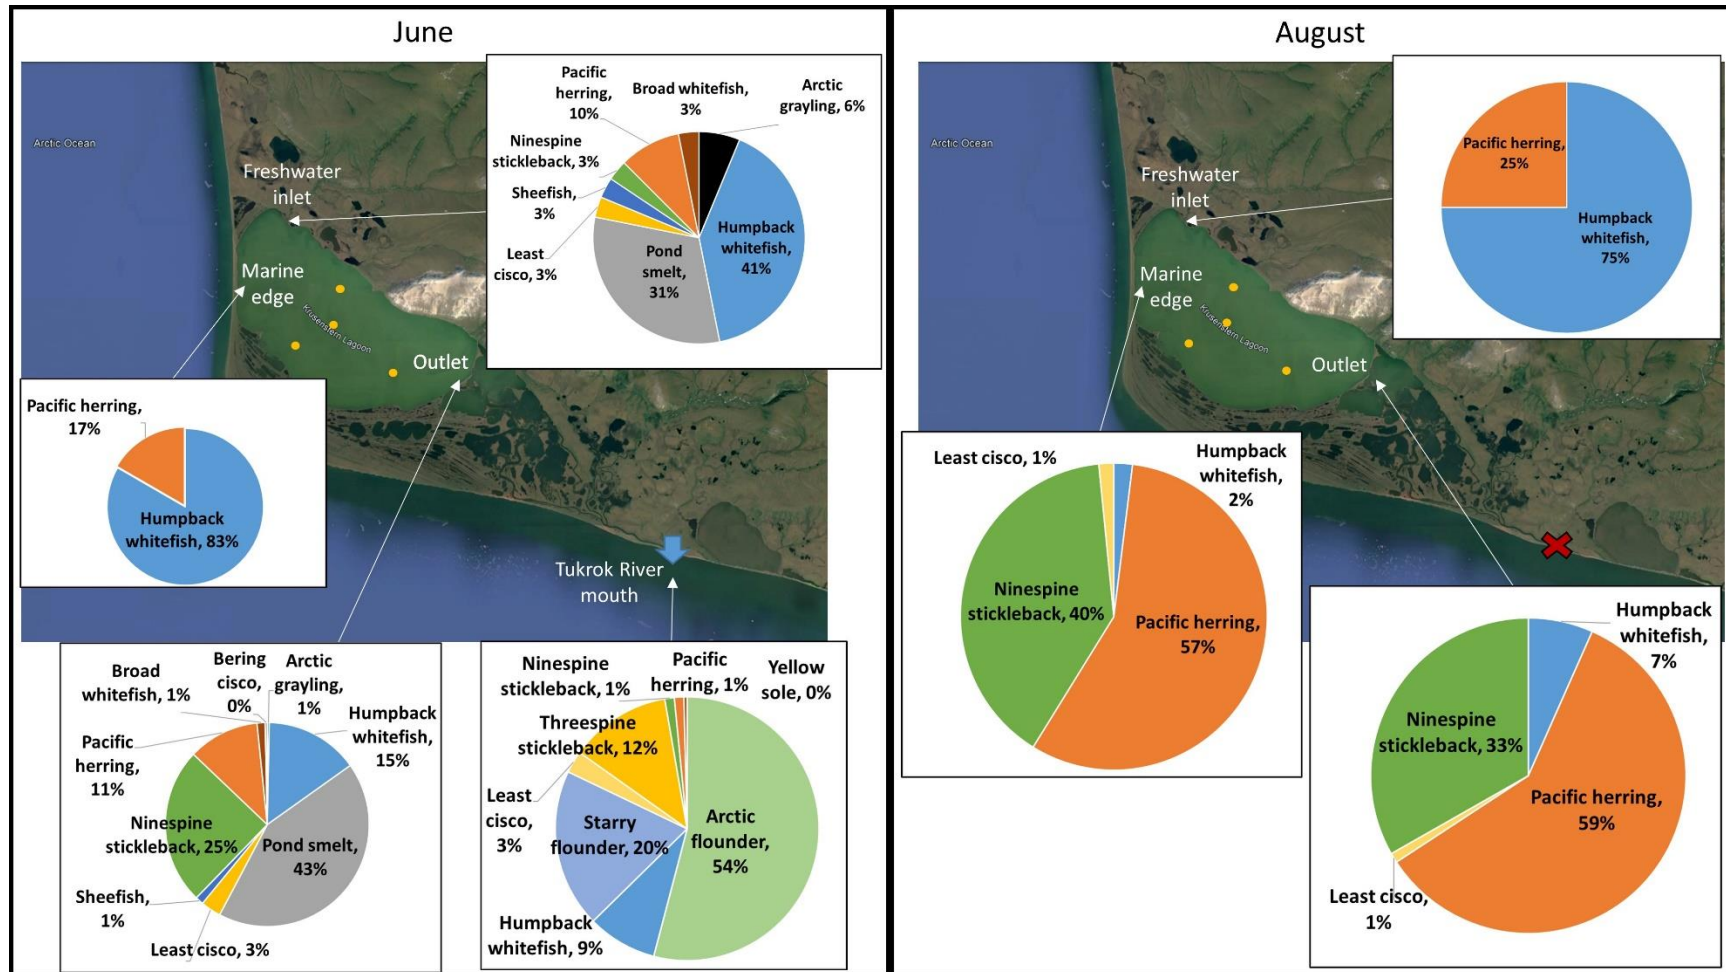 June
Arctic Ocean
Freshwater
inlet
Marine
edge
Krusenstern Lagoon
Outlet
Tukrok River
mouth
Pacific
herring,
10%
Broad whitefish,
3%
Arctic
grayling, 6%
Ninespine
stickleback, 3%
Sheefish,
3%
Least
cisco, 3%
Pond
smelt,
31%
Humpback
whitefish,
41%
Pacific herring,
17%
Humpback
whitefish, 83%
Broad
whitefish, 1%
Bering
cisco,
0%
Arctic
grayling,
1%
Humpback
whitefish,
15%
Pacific
herring,
11%
Ninespine
stickleback, 25%
Pond smelt,
43%
Sheefish,
1%
Least cisco, 3%
Ninespine
stickleback, 1%
Pacific
herring, 1%
Yellow
sole, 0%
Threespine
stickleback, 12%
Least
cisco,
3%
Starry
flounder, 20%
Arctic
flounder,
54%
Humpback
whitefish, 9%
August
Arctic Ocean
Freshwater
inlet
Marine
edge
Krusenstern Lagoon
Outlet
Pacific herring,
25%
Humpback
whitefish,
75%
Least cisco, 1%
Humpback
whitefish,
2%
Ninespine
stickleback, 40%
Pacific herring,
57%
Humpback
whitefish,
7%
Ninespine
stickleback, 33%
Pacific herring,
59%
Least cisco,
1%